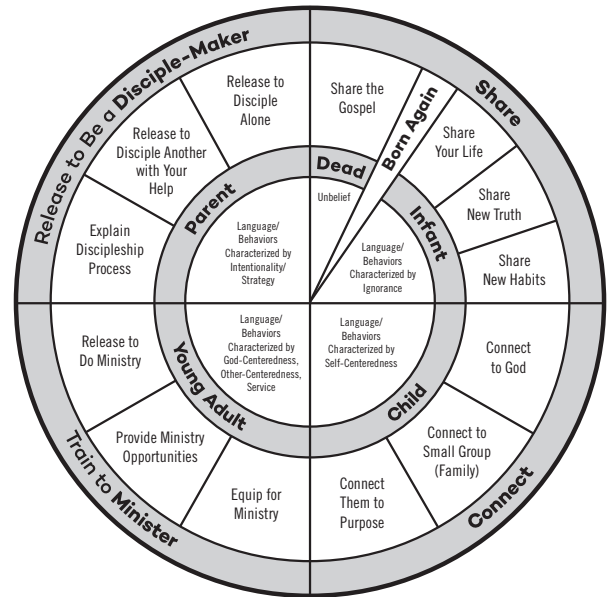 Share
Share the
Gospel
Born Again
Share
Your Life
Share
New Truth
Share
New Habits
Dead
Unbelief
Infant
Language/
Behaviors
Characterized by
Ignorance
Connect
Connect
to God
Connect to
Small Group
(Family)
Connect
Them to
Purpose
Child
Language/
Behaviors
Characterized by
Self-Centeredness
Train to Minister
Equip for
Ministry
Provide Ministry
Opportunities
Release to
Do Ministry
Young Adult
Language/
Behaviors
Characterized by
God-Centeredness,
Other-Centeredness,
Service
Release to Be a Disciple-Maker
Explain
Discipleship
Process
Release to
Disciple Another
with Your
Help
Release to
Disciple
Alone
Parent
Language/
Behaviors
Characterized by
Intentionality/
Strategy